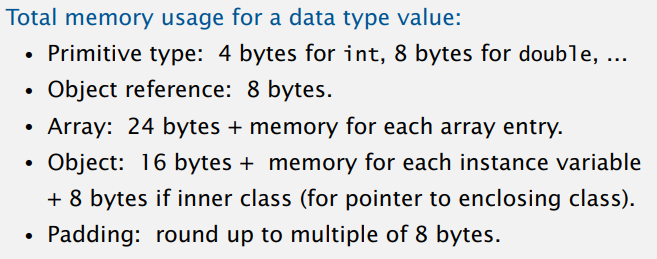 Total memory usage for a data type value:
• Primitive type: 4 bytes for int, 8 bytes for double, ...
• Object reference: 8 bytes.
• Array: 24 bytes + memory for each array entry.
• Object: 16 bytes + memory for each instance variable
+ 8 bytes if inner class (for pointer to enclosing class).
• Padding: round up to multiple of 8 bytes.